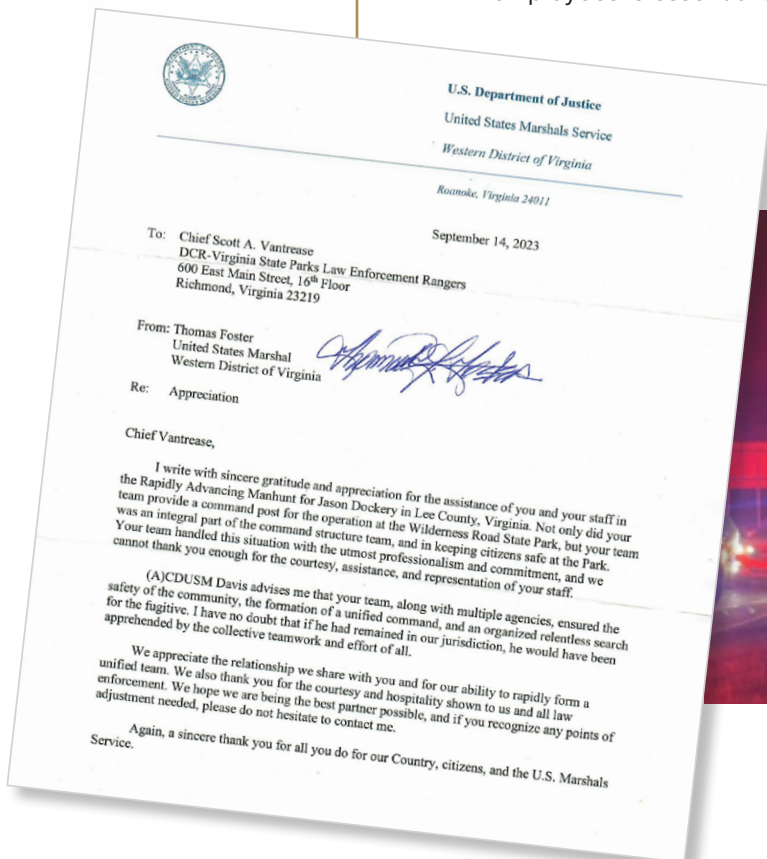 U.S. Department of Justice
United States Marshals Service
Western District of Virginia
Roanoke, Virginia 24011
September 14, 2023
To: Chief Scott A. Vantrease
DCR-Virginia State Parks Law Enforcement Rangers
600 East Main Street, 16th Floor
Richmond, Virginia 23219
From: Thomas Foster
United States Marshal
Western District of Virginia
Re: Appreciation
Chief Vantrease,
I write with sincere gratitude and appreciation for the assistance of you and your staff in
the Rapidly Advancing Manhunt for Jason Dockery in Lee County, Virginia. Not only did your
team provide a command post for the operation at the Wilderness Road State Park, but your team
was an integral part of the command structure team, and in keeping citizens safe at the Park.
Your team handled this situation with the utmost professionalism and commitment, and we
cannot thank you enough for the courtesy, assistance, and representation of your staff.
(A)CDUSM Davis advises me that your team, along with multiple agencies, ensured the
safety of the community, the formation of a unified command, and an organized relentless search
for the fugitive. I have no doubt that if he had remained in our jurisdiction, he would have been
apprehended by the collective teamwork and effort of all.
We appreciate the relationship we share with you and for our ability to rapidly form a
unified team. We also thank you for the courtesy and hospitality shown to us and all law
enforcement. We hope we are being the best partner possible, and if you recognize any points of
adjustment needed, please do not hesitate to contact me.
Again, a sincere thank you for all you do for our Country, citizens, and the U.S. Marshals
Service.